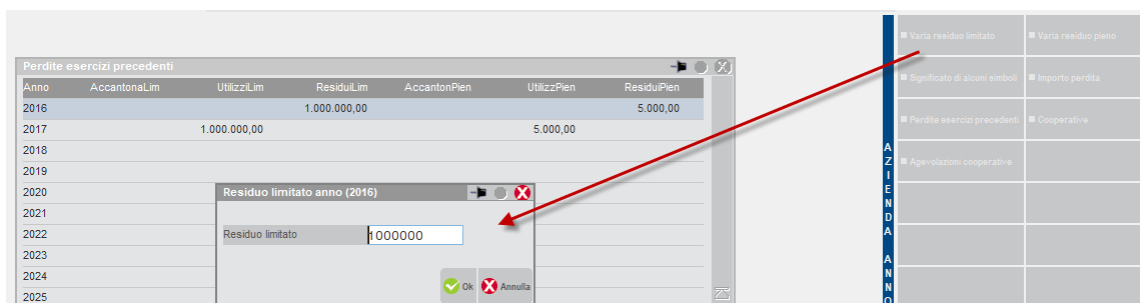 Varia residuo limitato
Varia residuo pieno
Perdite esercizi precedenti
Anno AccantonaLim UtilizziLim ResiduiLim AccantonPien UtilizzPien ResiduiPien
2016 1.000.000,00 5.000,00
2017 1.000.000,00 5.000,00
2018
2019
2020
2021
2022
2023
2024
2025
Residuo limitato anno (2016)
Residuo limitato 1000000
Ok Annulla
Significato di alcuni simboli
Importo perdita
Perdite esercizi precedenti
Cooperative
Agevolazioni cooperative
AZIENDA ANNO